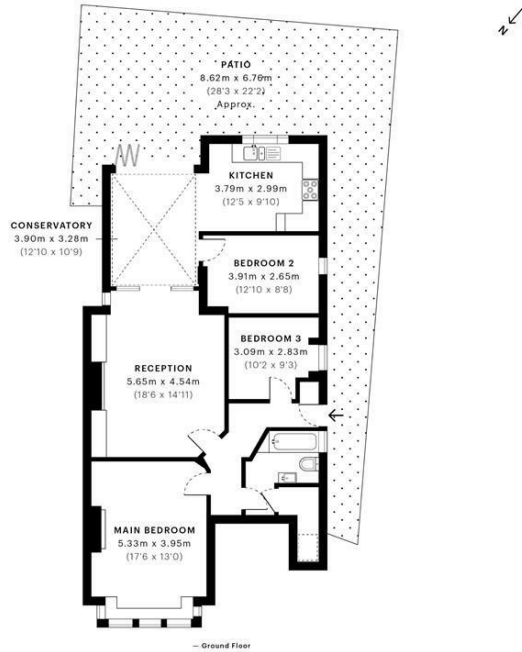 N
PATIO
8.62m x 6.76m
(28'3 x 22'2)
Approx.
KITCHEN
3.79m x 2.99m
(12'5 x 9'10)
CONSERVATORY
3.90m x 3.28m
(12'10 x 10'9)
BEDROOM 2
3.91m x 2.65m
(12'10 x 8'8)
BEDROOM 3
3.09m x 2.83m
(10'2 x 9'3)
RECEPTION
5.65m x 4.54m
(18'6 x 14'11)
MAIN BEDROOM
5.33m x 3.95m
(17'6 x 13'0)
— Ground Floor